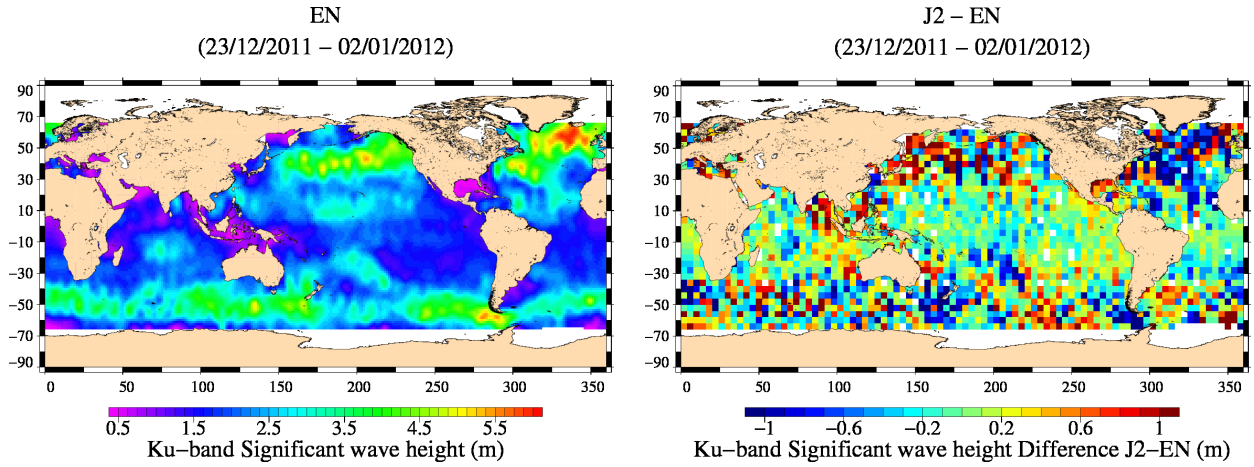 EN
(23/12/2011 − 02/01/2012)
90
70
50
30
10
−10
−30
−50
−70
−90
0 50 100 150 200 250 300 350
0.5 1.5 2.5 3.5 4.5 5.5
Ku−band Significant wave height (m)
J2 − EN
(23/12/2011 − 02/01/2012)
90
70
50
30
10
−10
−30
−50
−70
−90
0 50 100 150 200 250 300 350
−1 −0.6 −0.2 0.2 0.6 1
Ku−band Significant wave height Difference J2−EN (m)